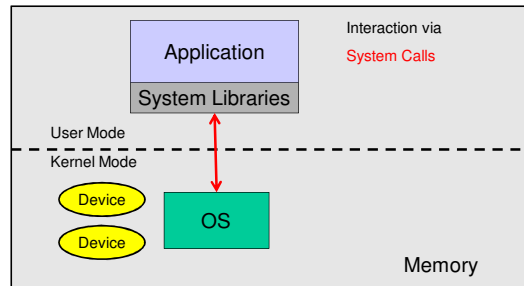 Application
System Libraries
Interaction via
System Calls
User Mode
Kernel Mode
Device
Device
OS
Memory